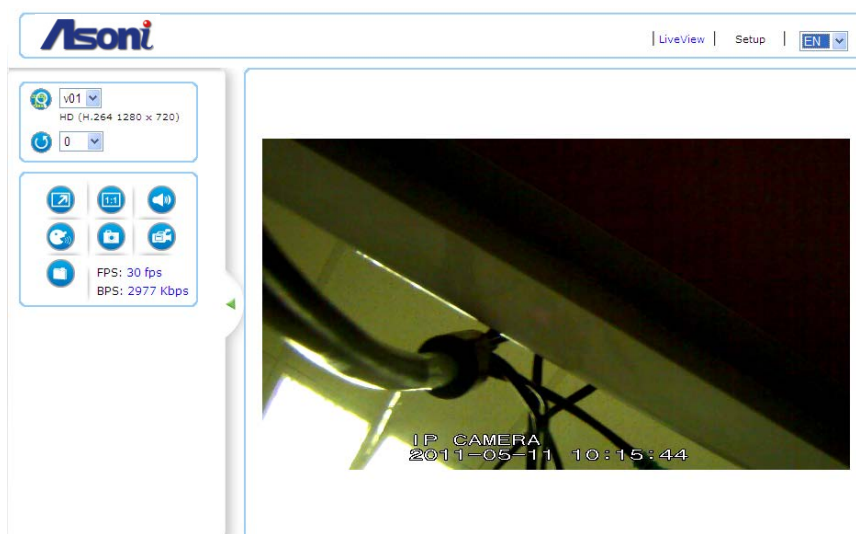 Asoni
LiveView | Setup | EN
v01
HD (H.264 1280 x 720)
0
1:1
FPS: 30 fps
BPS: 2977 Kbps
IP CAMERA
2011-05-11 10:15:44